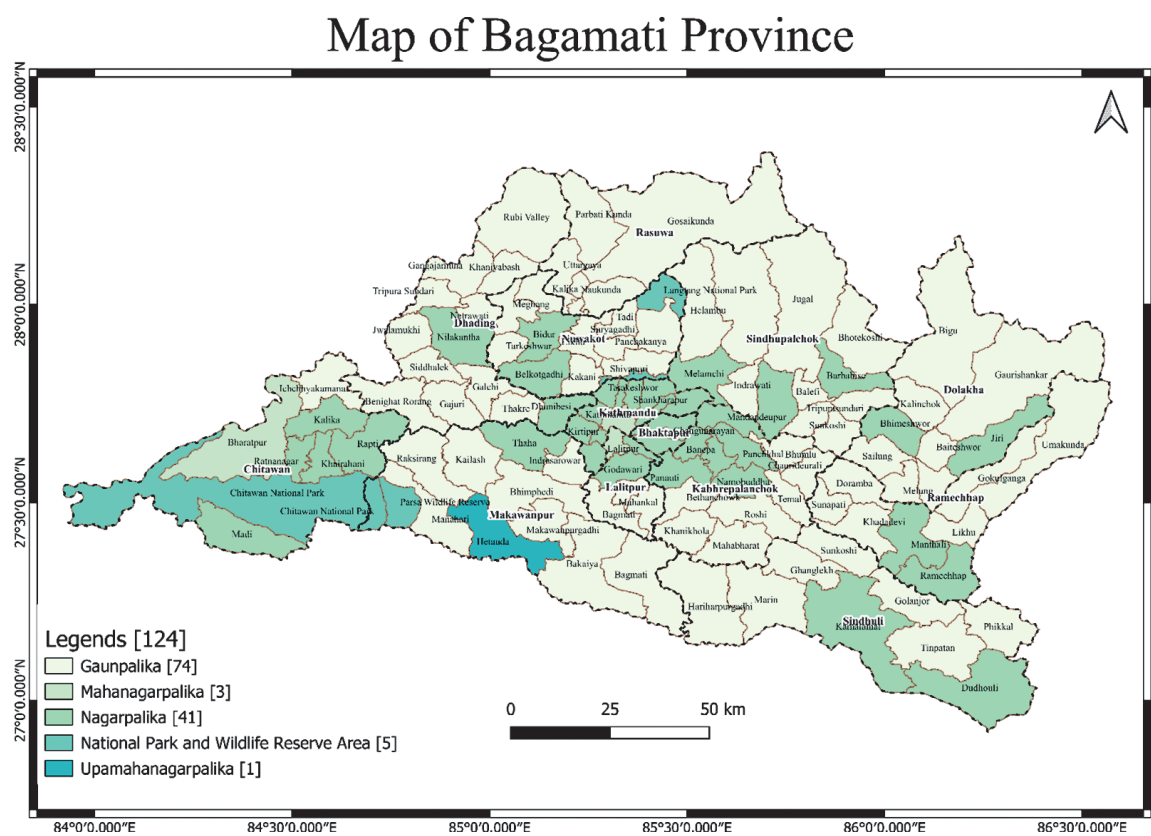 Map of Bagamati Province
28°30'0.000"N
28°0'0.000"N
27°30'0.000"N
27°0'0.000"N
Rubi Valley
Parbati Kunda
Gosaikunda
Rasuwa
Gangajamuna
Khaniyabash
Uttargaya
Tripura Sundari
Kalika
Naukunda
Langtang National Park
Jugal
Netrawati
Meghang
Helambu
Jwalamukhi
Dhading
Nilakantha
Bidur
Tadi
Suryagadhi
Nuwakot
Tarkeshwar
Panchakanya
Sindhupalchok
Bhotekoshi
Bigu
Siddhalek
Belkotgadhi
Kakani
Shivapuri
Melamchi
Indrawati
Barhabise
Gaurishankar
Ichchhyakamana
Benighat Rorang
Gajuri
Galchi
Tarakeshwor
Shankharapur
Balefi
Dolakha
Kalinchok
Thakre
Dhunibesi
Kathmandu
Mandandeupur
Tripurasundari
Sunkoshi
Bhimeshwor
Jiri
Kalika
Bharatpur
Ratnanagar
Rapti
Khairahani
Chitawan
Raksirang
Kailash
Thaha
Indrasarowar
Kirtipur
Lalitpur
Bhaktapur
Banepa
Panchkhal
Bhumlu
Chaurideurali
Sailung
Baiteshwor
Umakunda
Godawari
Panauti
Namobuddha
Doramba
Melung
Gokulganga
Chitawan National Park
Chitawan National Park
Parsa Wildlife Reserve
Bhimphedi
Lalitpur
Mahankal
Bagmati
Kabhrepalanchok
Bethanchowk
Temal
Sunapati
Ramechhap
Madi
Manahari
Makawanpur
Hetauda
Makawanpurgadhi
Roshi
Khanikhola
Mahabharat
Khadadevi
Manthali
Likhu
Bakaiya
Bagmati
Sunkoshi
Ghanglekh
Ramechhap
Hariharpurgadhi
Marin
Golanjor
Sindhuli
Kamalamai
Phikkal
Tinpatan
Dudhouli
Legends [124]
Gaunpalika [74]
Mahanagarpalika [3]
Nagarpalika [41]
National Park and Wildlife Reserve Area [5]
Upamahanagarpalika [1]
0 25 50 km
84°0'0.000"E 84°30'0.000"E 85°0'0.000"E 85°30'0.000"E 86°0'0.000"E 86°30'0.000"E